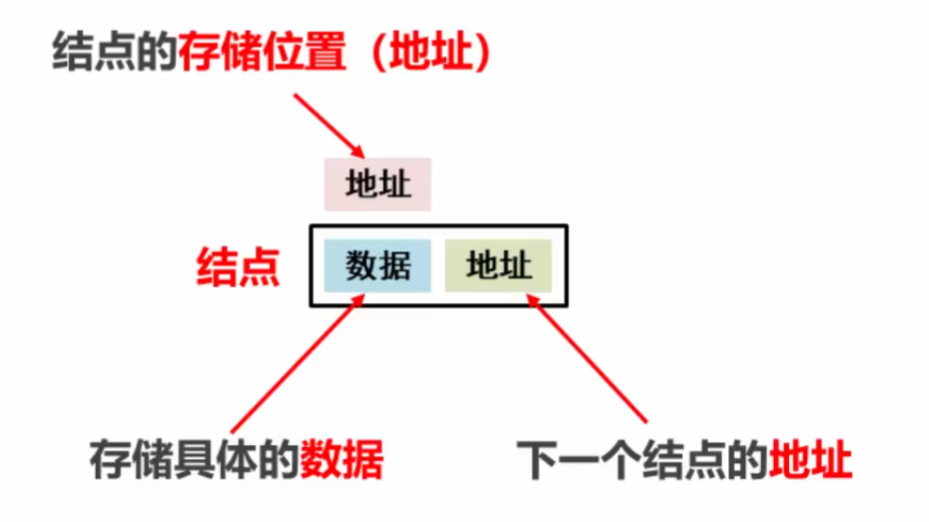 结点的存储位置（地址）
地址
结点
数据 地址
存储具体的数据
下一个结点的地址